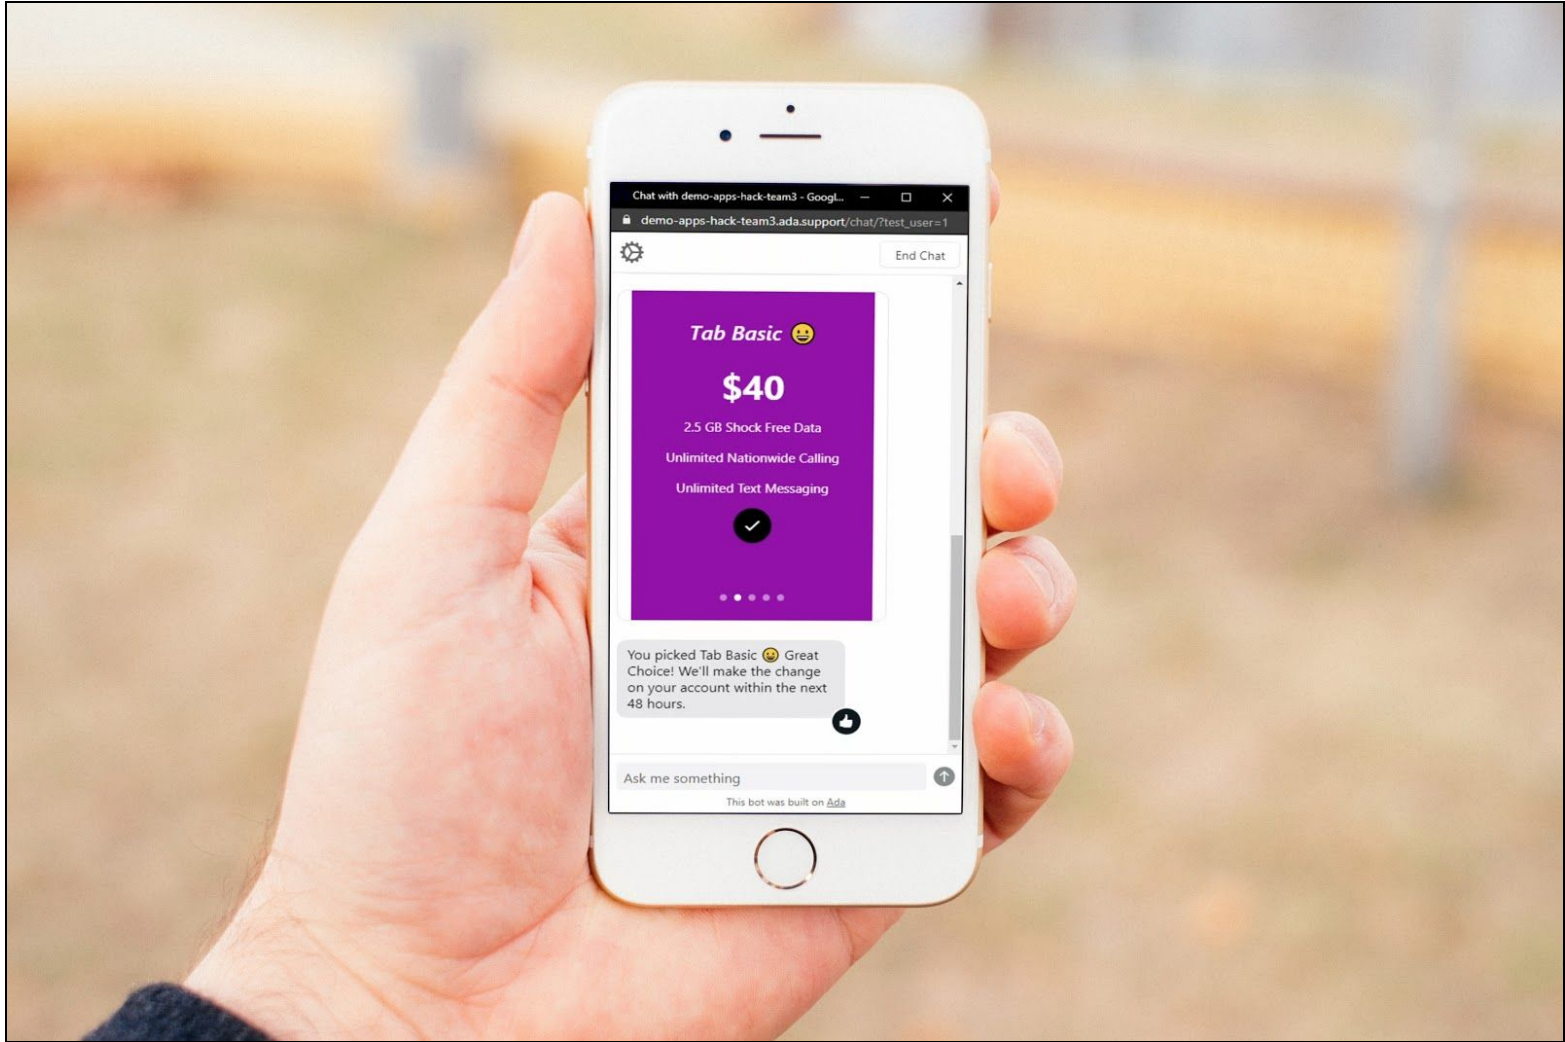 Chat with demo-apps-hack-team3 - Googl...
demo-apps-hack-team3.ada.support/chat/?test_user=1
End Chat
Tab Basic 😀
$40
2.5 GB Shock Free Data
Unlimited Nationwide Calling
Unlimited Text Messaging
You picked Tab Basic 😀 Great
Choice! We'll make the change
on your account within the next
48 hours.
Ask me something
This bot was built on Ada